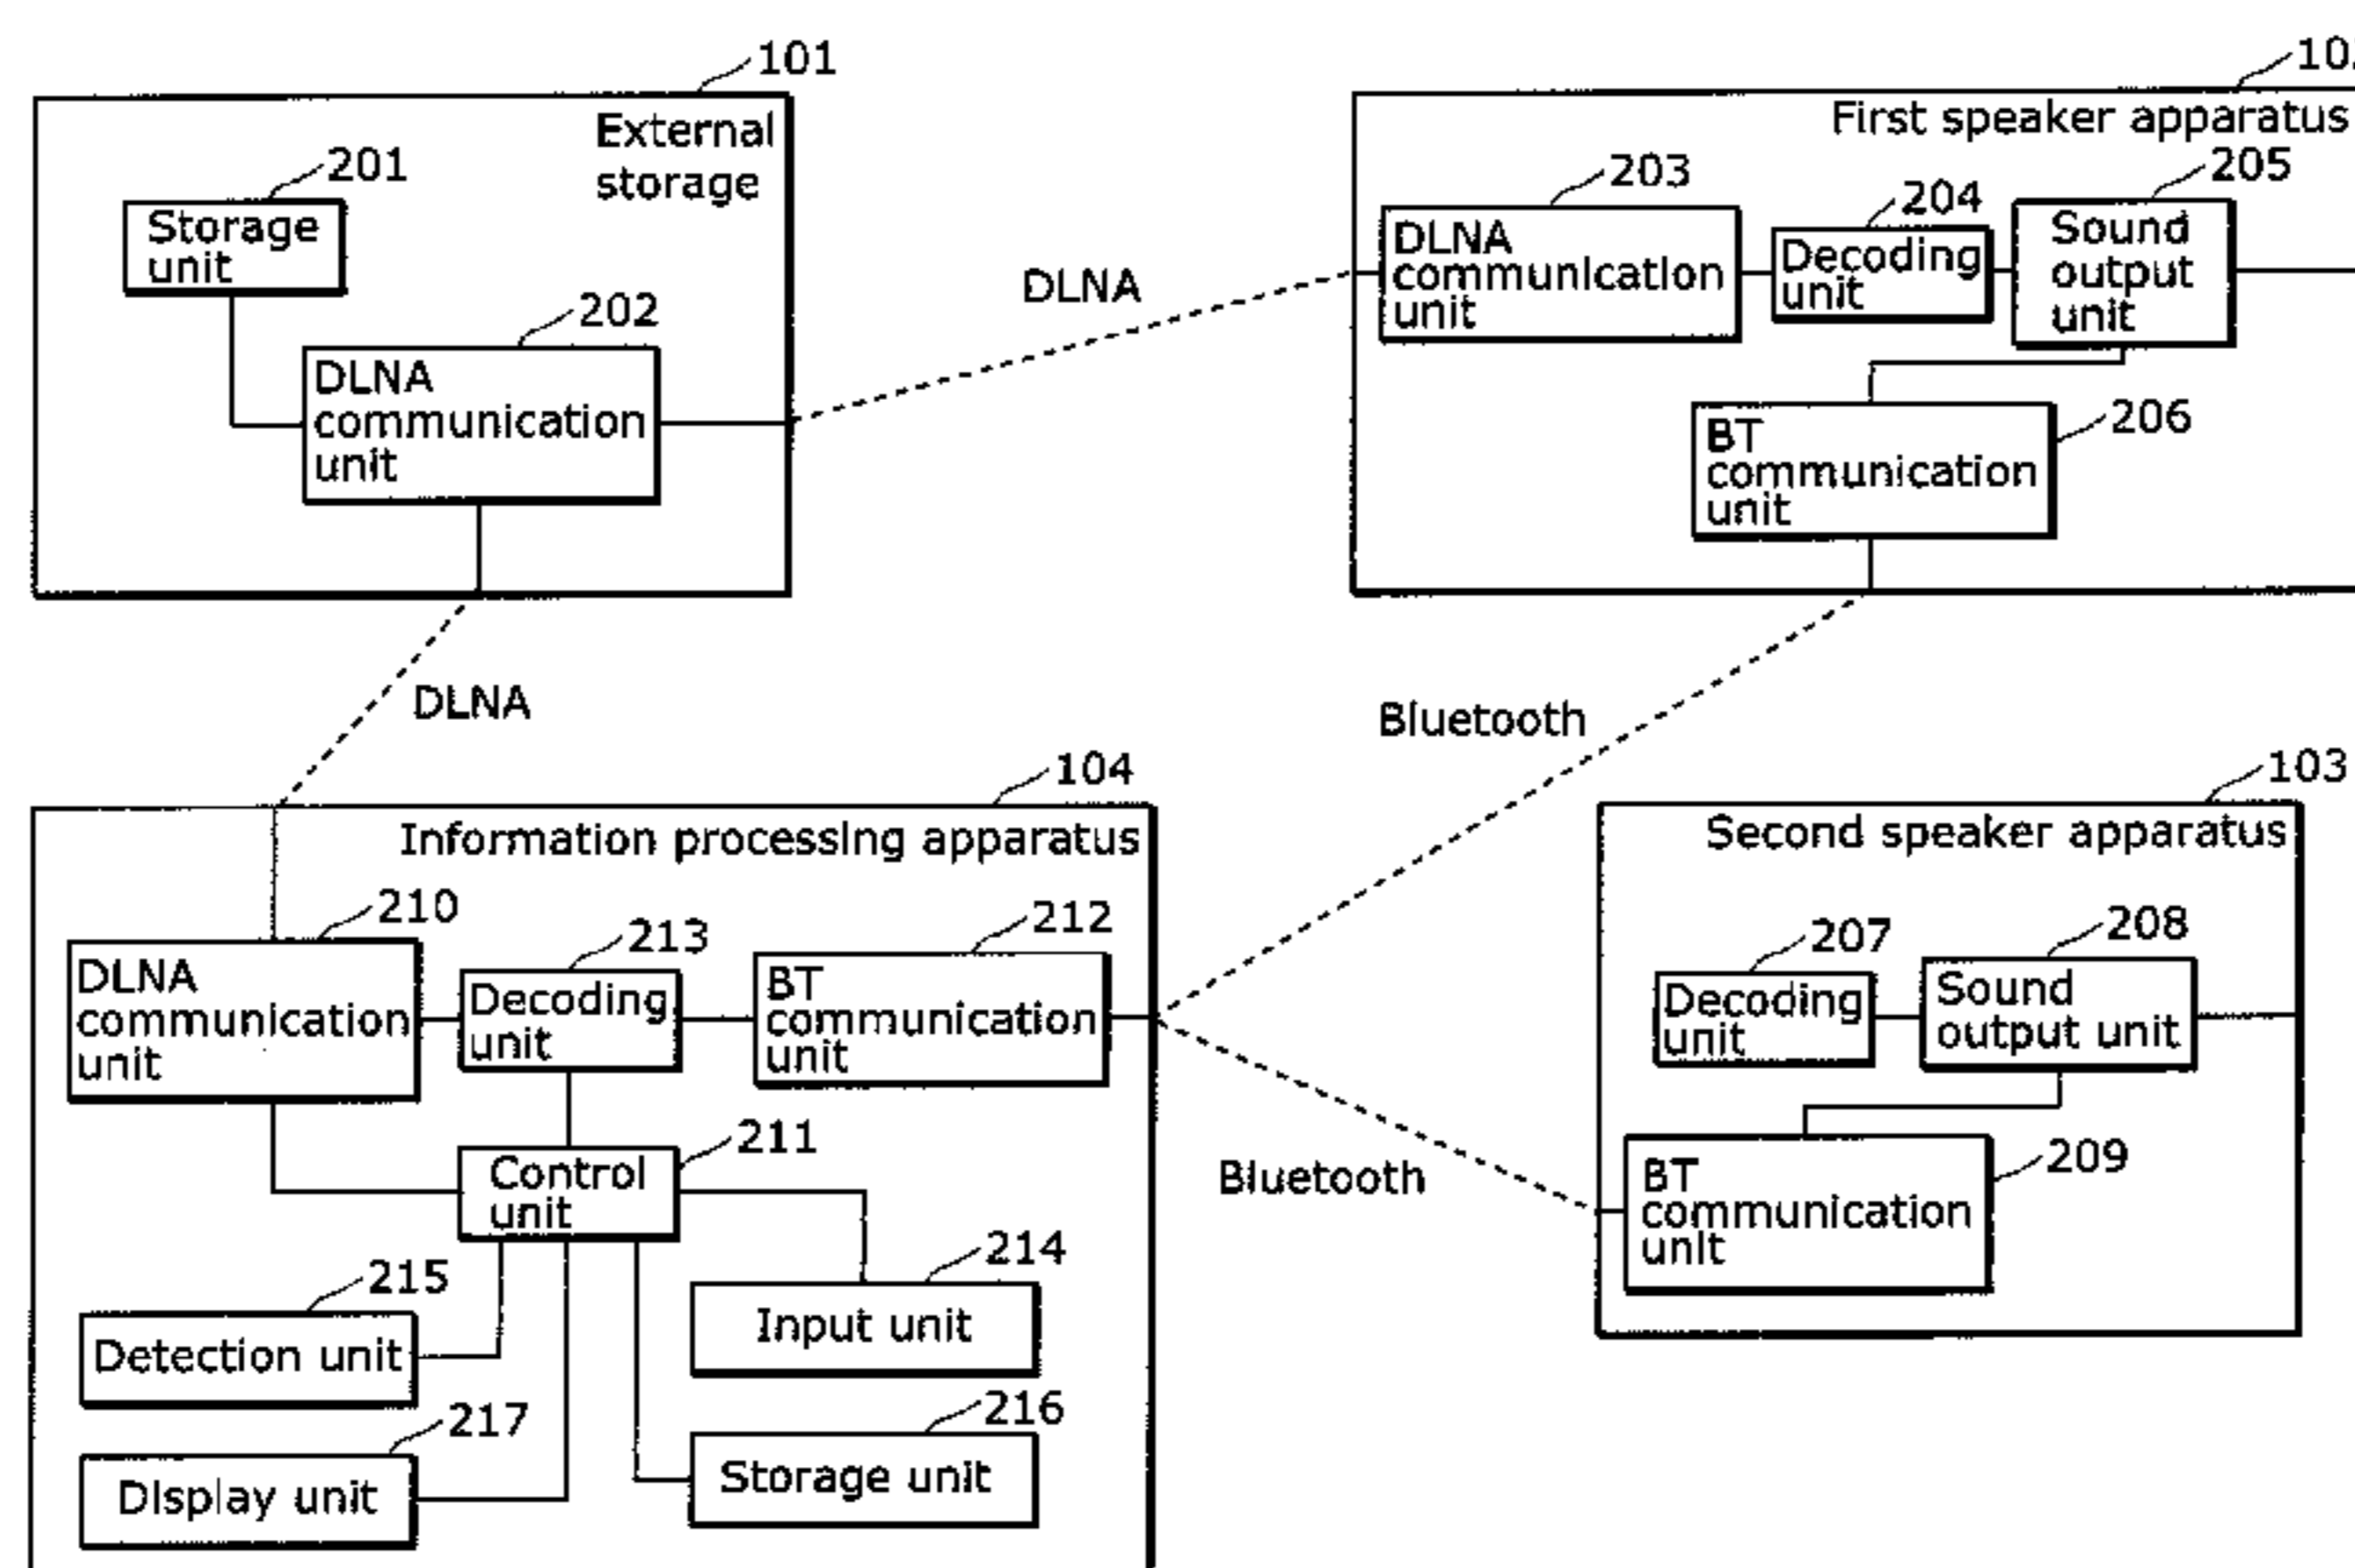 101
External
storage
201
Storage
unit
202
DLNA
communication
unit
DLNA
First speaker apparatus
203
DLNA
communication
unit
204
Decoding
unit
205
Sound
output
unit
206
BT
communication
unit
DLNA
Bluetooth
104
Information processing apparatus
210
DLNA
communication
unit
213
Decoding
unit
212
BT
communication
unit
211
Control
unit
214
Input unit
215
Detection unit
216
Storage unit
217
Display unit
Bluetooth
103
Second speaker apparatus
207
Decoding
unit
208
Sound
output unit
209
BT
communication
unit